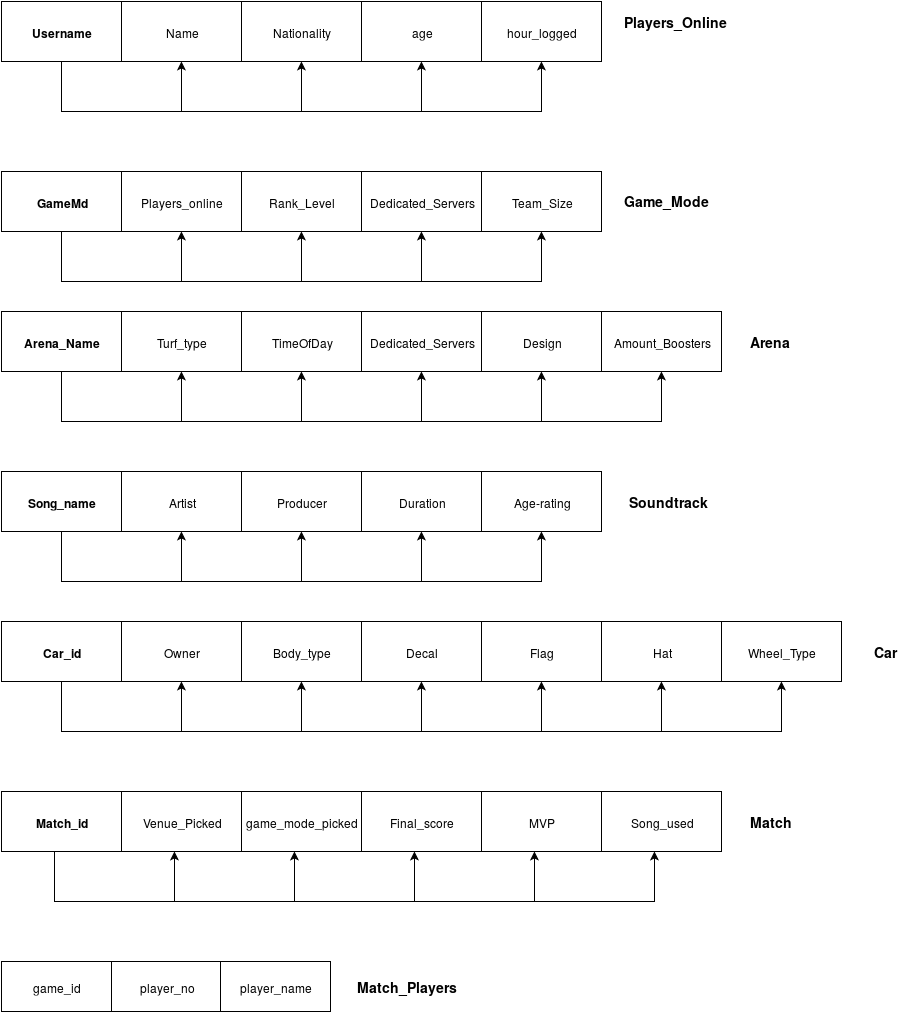 Username Name Nationality age hour_logged Players_Online
GameMd Players_online Rank_Level Dedicated_Servers Team_Size Game_Mode
Arena_Name Turf_type TimeOfDay Dedicated_Servers Design Amount_Boosters Arena
Song_name Artist Producer Duration Age-rating Soundtrack
Car_Id Owner Body_type Decal Flag Hat Wheel_Type Car
Match_id Venue_Picked game_mode_picked Final_score MVP Song_used Match
game_id player_no player_name Match_Players